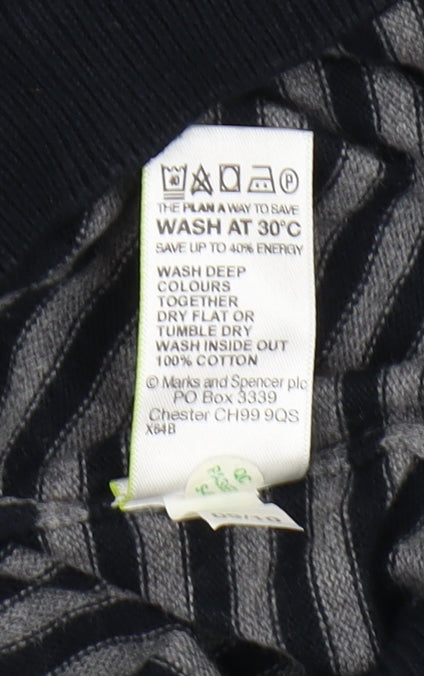 40 P
THE PLAN A WAY TO SAVE
WASH AT 30°C
SAVE UP TO 40% ENERGY
WASH DEEP
COLOURS
TOGETHER
DRY FLAT OR
TUMBLE DRY
WASH INSIDE OUT
100% COTTON
© Marks and Spencer plc
PO Box 3339
Chester CH99 9QS
X64B